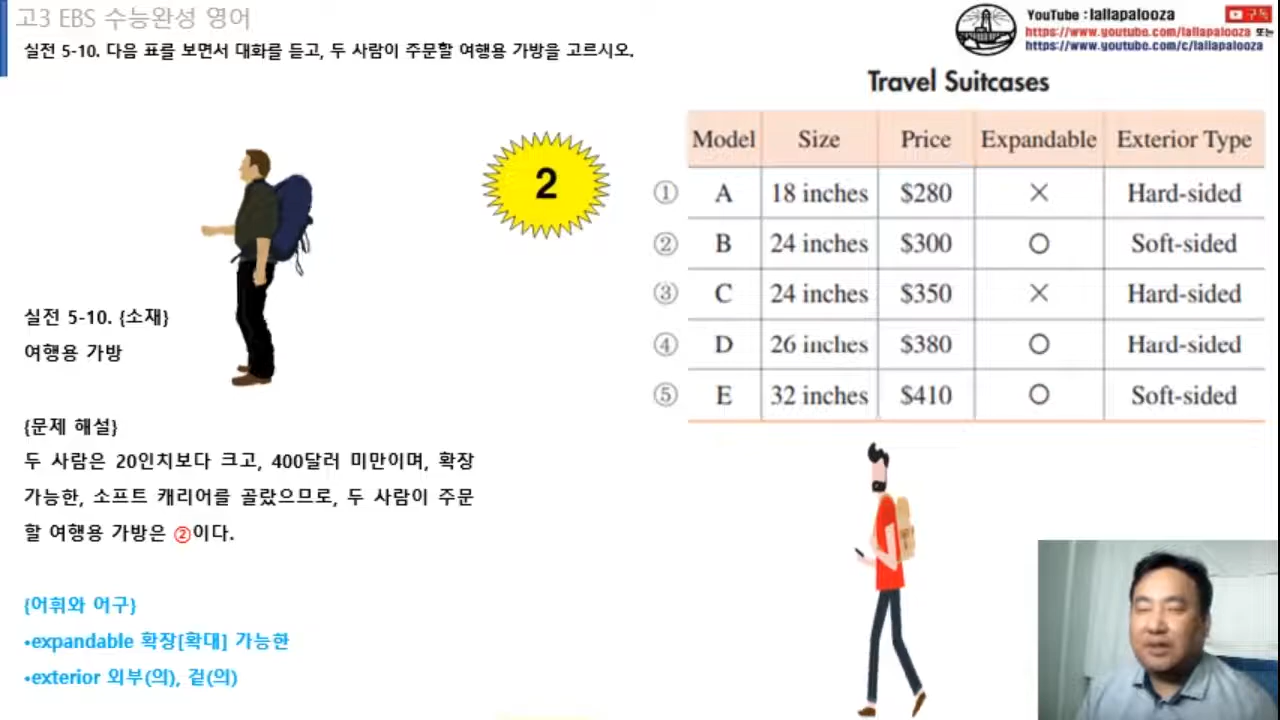 고3 EBS 수능완성 영어
실전 5-10. 다음 표를 보면서 대화를 듣고, 두 사람이 주문할 여행용 가방을 고르시오.
YouTube : lallapalooza
구독
https://www.youtube.com/lallapalooza 또는
https://www.youtube.com/c/lallapalooza
Travel Suitcases
Model Size Price Expandable Exterior Type
① A 18 inches $280 × Hard-sided
② B 24 inches $300 ○ Soft-sided
③ C 24 inches $350 × Hard-sided
④ D 26 inches $380 ○ Hard-sided
⑤ E 32 inches $410 ○ Soft-sided
2
실전 5-10. {소재}
여행용 가방
{문제 해설}
두 사람은 20인치보다 크고, 400달러 미만이며, 확장
가능한, 소프트 캐리어를 골랐으므로, 두 사람이 주문
할 여행용 가방은 ②이다.
{어휘와 어구}
•expandable 확장[확대] 가능한
•exterior 외부(의), 겉(의)